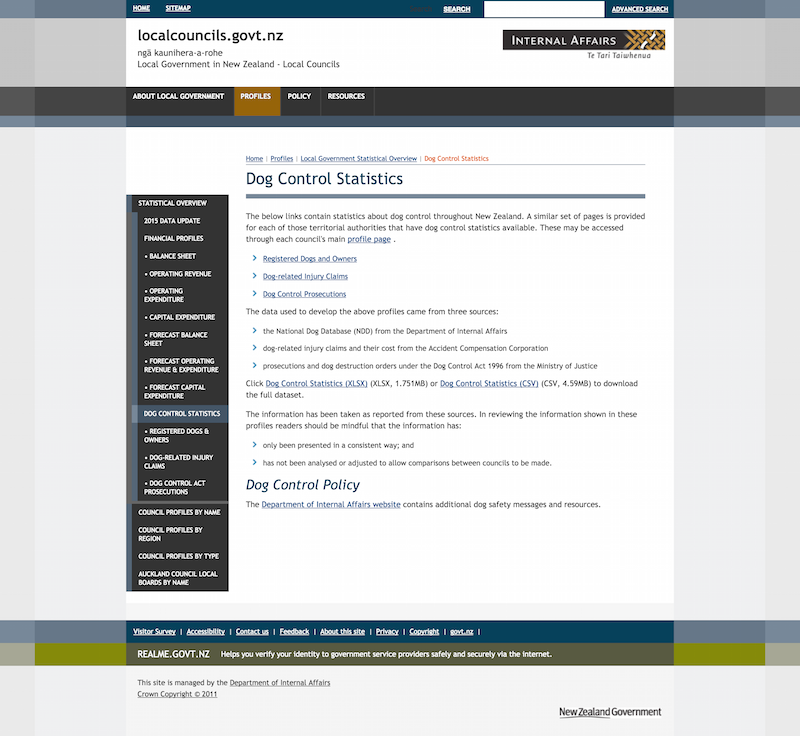 HOME SITEMAP SEARCH ADVANCED SEARCH
localcouncils.govt.nz
ngā kaunihera-a-rohe
Local Government in New Zealand - Local Councils
INTERNAL AFFAIRS
Te Tari Taiwhenua
ABOUT LOCAL GOVERNMENT PROFILES POLICY RESOURCES
Home | Profiles | Local Government Statistical Overview | Dog Control Statistics
Dog Control Statistics
STATISTICAL OVERVIEW
2015 DATA UPDATE
FINANCIAL PROFILES
• BALANCE SHEET
• OPERATING REVENUE
• OPERATING
EXPENDITURE
• CAPITAL EXPENDITURE
• FORECAST BALANCE
SHEET
• FORECAST OPERATING
REVENUE & EXPENDITURE
• FORECAST CAPITAL
EXPENDITURE
DOG CONTROL STATISTICS
• REGISTERED DOGS &
OWNERS
• DOG-RELATED INJURY
CLAIMS
• DOG CONTROL ACT
PROSECUTIONS
COUNCIL PROFILES BY NAME
COUNCIL PROFILES BY
REGION
COUNCIL PROFILES BY TYPE
AUCKLAND COUNCIL LOCAL
BOARDS BY NAME
The below links contain statistics about dog control throughout New Zealand. A similar set of pages is provided
for each of those territorial authorities that have dog control statistics available. These may be accessed
through each council's main profile page .
Registered Dogs and Owners
Dog-related Injury Claims
Dog Control Prosecutions
The data used to develop the above profiles came from three sources:
the National Dog Database (NDD) from the Department of Internal Affairs
dog-related injury claims and their cost from the Accident Compensation Corporation
prosecutions and dog destruction orders under the Dog Control Act 1996 from the Ministry of Justice
Click Dog Control Statistics (XLSX) (XLSX, 1.751MB) or Dog Control Statistics (CSV) (CSV, 4.59MB) to download
the full dataset.
The information has been taken as reported from these sources. In reviewing the information shown in these
profiles readers should be mindful that the information has:
only been presented in a consistent way; and
has not been analysed or adjusted to allow comparisons between councils to be made.
Dog Control Policy
The Department of Internal Affairs website contains additional dog safety messages and resources.
Visitor Survey | Accessibility | Contact us | Feedback | About this site | Privacy | Copyright | govt.nz |
REALME.GOVT.NZ Helps you verify your identity to government service providers safely and securely via the internet.
This site is managed by the Department of Internal Affairs
Crown Copyright © 2011
New Zealand Government